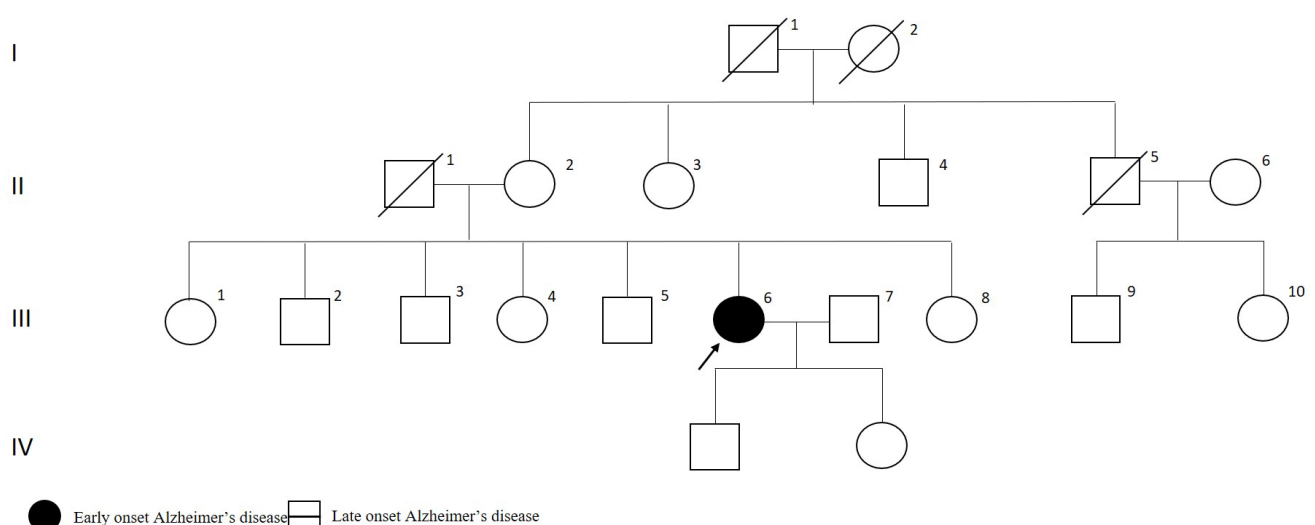 I 1 2
II 1 2 3 4 5 6
III 1 2 3 4 5 6 7 8 9 10
IV
Early onset Alzheimer’s disease Late onset Alzheimer’s disease